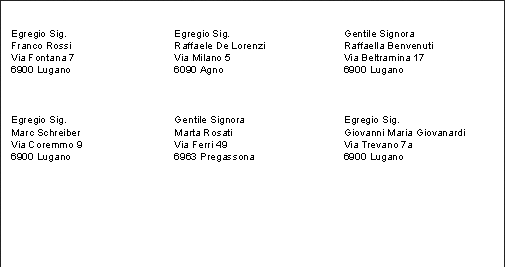 Egregio Sig.
Franco Rossi
Via Fontana 7
6900 Lugano
Egregio Sig.
Raffaele De Lorenzi
Via Milano 5
6090 Agno
Gentile Signora
Raffaella Benvenuti
Via Beltramina 17
6900 Lugano
Egregio Sig.
Marc Schreiber
Via Coremmo 9
6900 Lugano
Gentile Signora
Marta Rosati
Via Ferri 49
6963 Pregassona
Egregio Sig.
Giovanni Maria Giovanardi
Via Trevano 7a
6900 Lugano